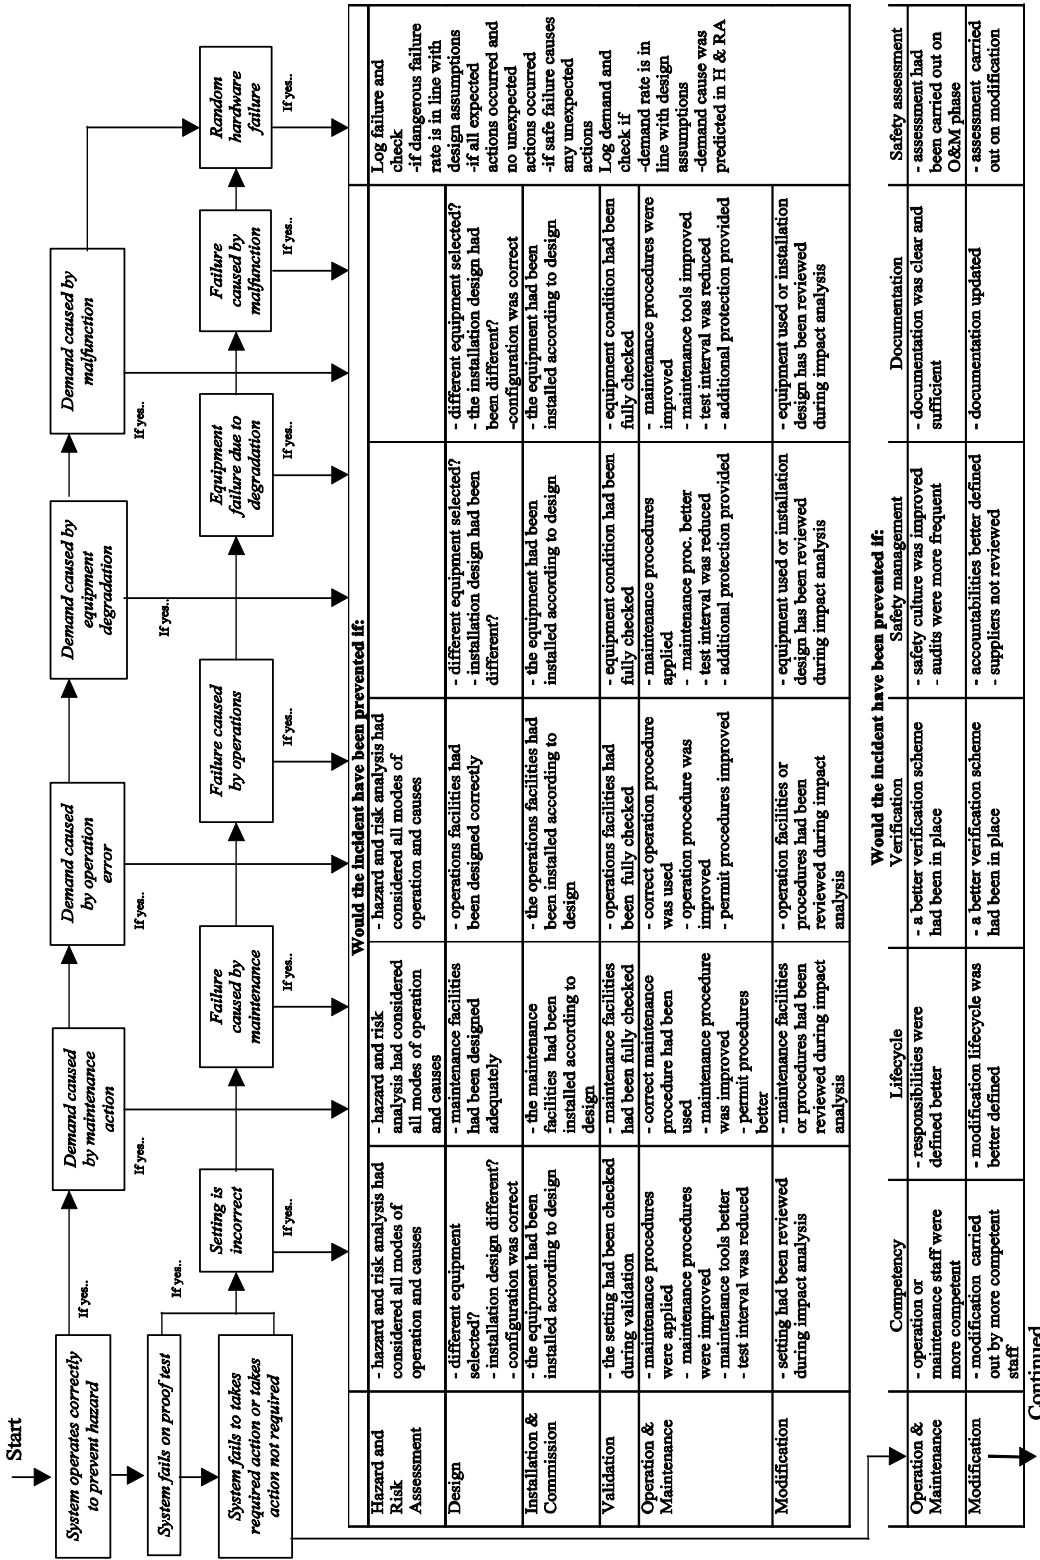 Start
System operates correctly
to prevent hazard
If yes..
Demand caused
by maintenance
action
If yes..
Demand caused
by operation
error
If yes..
Demand caused by
equipment
degradation
If yes..
Demand caused by
malfunction
If yes..
System fails on proof test
If yes..
System fails to takes
required action or takes
action not required
Setting is
incorrect
If yes..
Failure
caused by
maintenance
If yes..
Failure caused
by operations
If yes..
Equipment
failure due to
degradation
If yes..
Failure
caused by
malfunction
If yes..
Random
hardware
failure
If yes..
Would the incident have been prevented if:
Hazard and
Risk
Assessment
- hazard and risk analysis had
considered all modes of
operation and causes
- hazard and risk
analysis had considered
all modes of operation
and causes
- hazard and risk analysis had
considered all modes of
operation and causes
Log failure and
check
-if dangerous failure
rate is in line with
design assumptions
-if all expected
actions occurred and
no unexpected
actions occurred
-if safe failure causes
any unexpected
actions
Log demand and
check if
-demand rate is in
line with design
assumptions
-demand cause was
predicted in H & RA
Design
- different equipment
selected?
- installation design different?
- configuration was correct
- maintenance facilities
had been designed
adequately
- operations facilities had
been designed correctly
- different equipment selected?
- installation design had been
different?
- different equipment selected?
- the installation design had
been different?
-configuration was correct
Installation &
Commission
- the equipment had been
installed according to design
- the maintenance
facilities had been
installed according to
design
- the operations facilities had
been installed according to
design
- the equipment had been
installed according to design
- the equipment had been
installed according to design
Validation
- the setting had been checked
during validation
- maintenance facilities
had been fully checked
- operations facilities had
been fully checked
- equipment condition had been
fully checked
- equipment condition had been
fully checked
Operation &
Maintenance
- maintenance procedures
were applied
- maintenance procedures
were improved
- maintenance tools better
- test interval was reduced
- correct maintenance
procedure had been
used
- maintenance procedure
was improved
- permit procedures
better
- correct operation procedure
was used
- operation procedure was
improved
- permit procedures improved
- maintenance procedures
applied
- maintenance proc. better
- test interval was reduced
- additional protection provided
- maintenance procedures were
improved
- maintenance tools improved
- test interval was reduced
- additional protection provided
Modification
- setting had been reviewed
during impact analysis
- maintenance facilities
or procedures had been
reviewed during impact
analysis
- operation facilities or
procedures had been
reviewed during impact
analysis
- equipment used or installation
design has been reviewed
during impact analysis
- equipment used or installation
design has been reviewed
during impact analysis
Would the incident have been prevented if:
Competency
Lifecycle
Verification
Safety management
Documentation
Safety assessment
Operation &
Maintenance
- operation or
maintenance staff were
more competent
- responsibilities were
defined better
- a better verification scheme
had been in place
- safety culture was improved
- audits were more frequent
- documentation was clear and
sufficient
- assessment had
been carried out on
O&M phase
Modification
- modification carried
out by more competent
staff
- modification lifecycle was
better defined
- a better verification scheme
had been in place
- accountabilities better defined
- suppliers not reviewed
- documentation updated
- assessment carried
out on modification
Continued